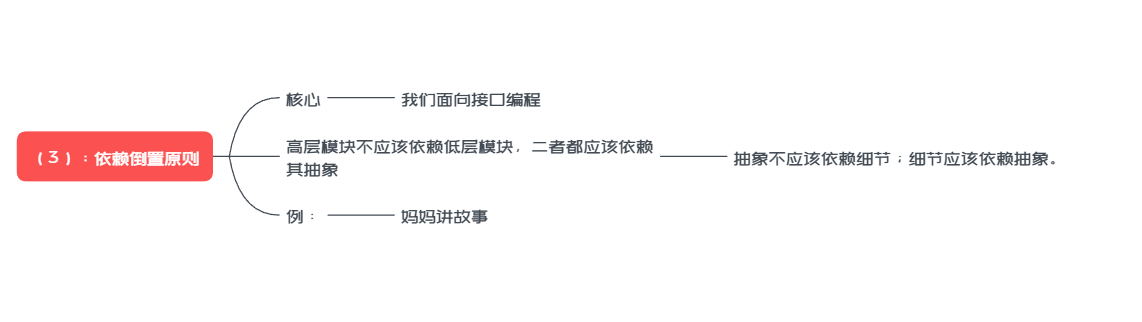 （3）：依赖倒置原则
核心
我们面向接口编程
高层模块不应该依赖低层模块，二者都应该依赖
其抽象
抽象不应该依赖细节；细节应该依赖抽象。
例：
妈妈讲故事